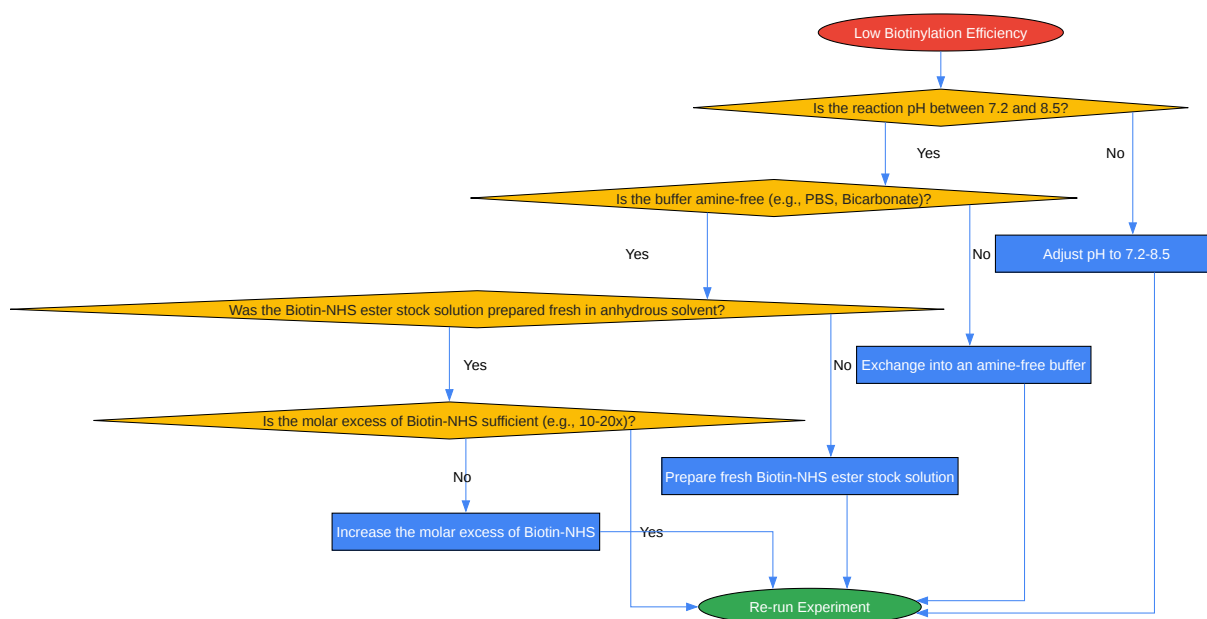 Low Biotinylation Efficiency
Is the reaction pH between 7.2 and 8.5?
Yes
No
Is the buffer amine-free (e.g., PBS, Bicarbonate)?
Yes
No
Adjust pH to 7.2-8.5
Was the Biotin-NHS ester stock solution prepared fresh in anhydrous solvent?
Yes
No
Exchange into an amine-free buffer
Is the molar excess of Biotin-NHS sufficient (e.g., 10-20x)?
No
Prepare fresh Biotin-NHS ester stock solution
Increase the molar excess of Biotin-NHS
Yes
Re-run Experiment